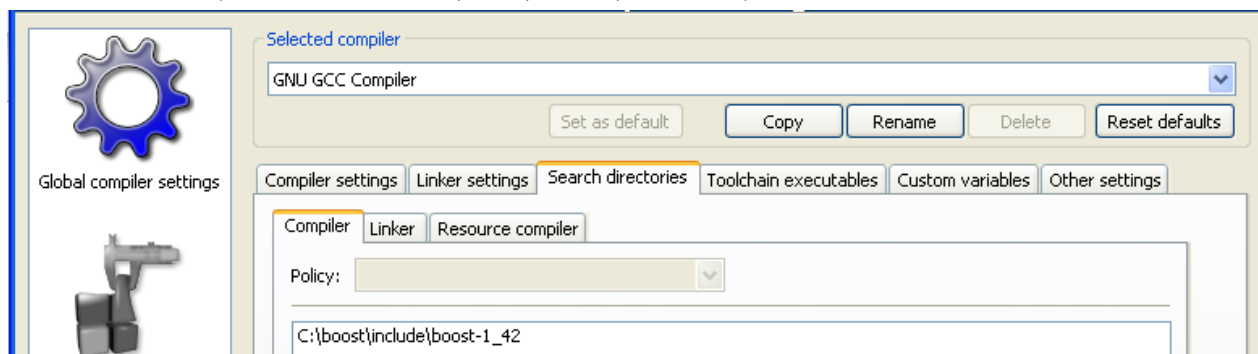 Selected compiler
GNU GCC Compiler
Set as default Copy Rename Delete Reset defaults
Global compiler settings
Compiler settings Linker settings Search directories Toolchain executables Custom variables Other settings
Compiler Linker Resource compiler
Policy:
C:\boost\include\boost-1_42